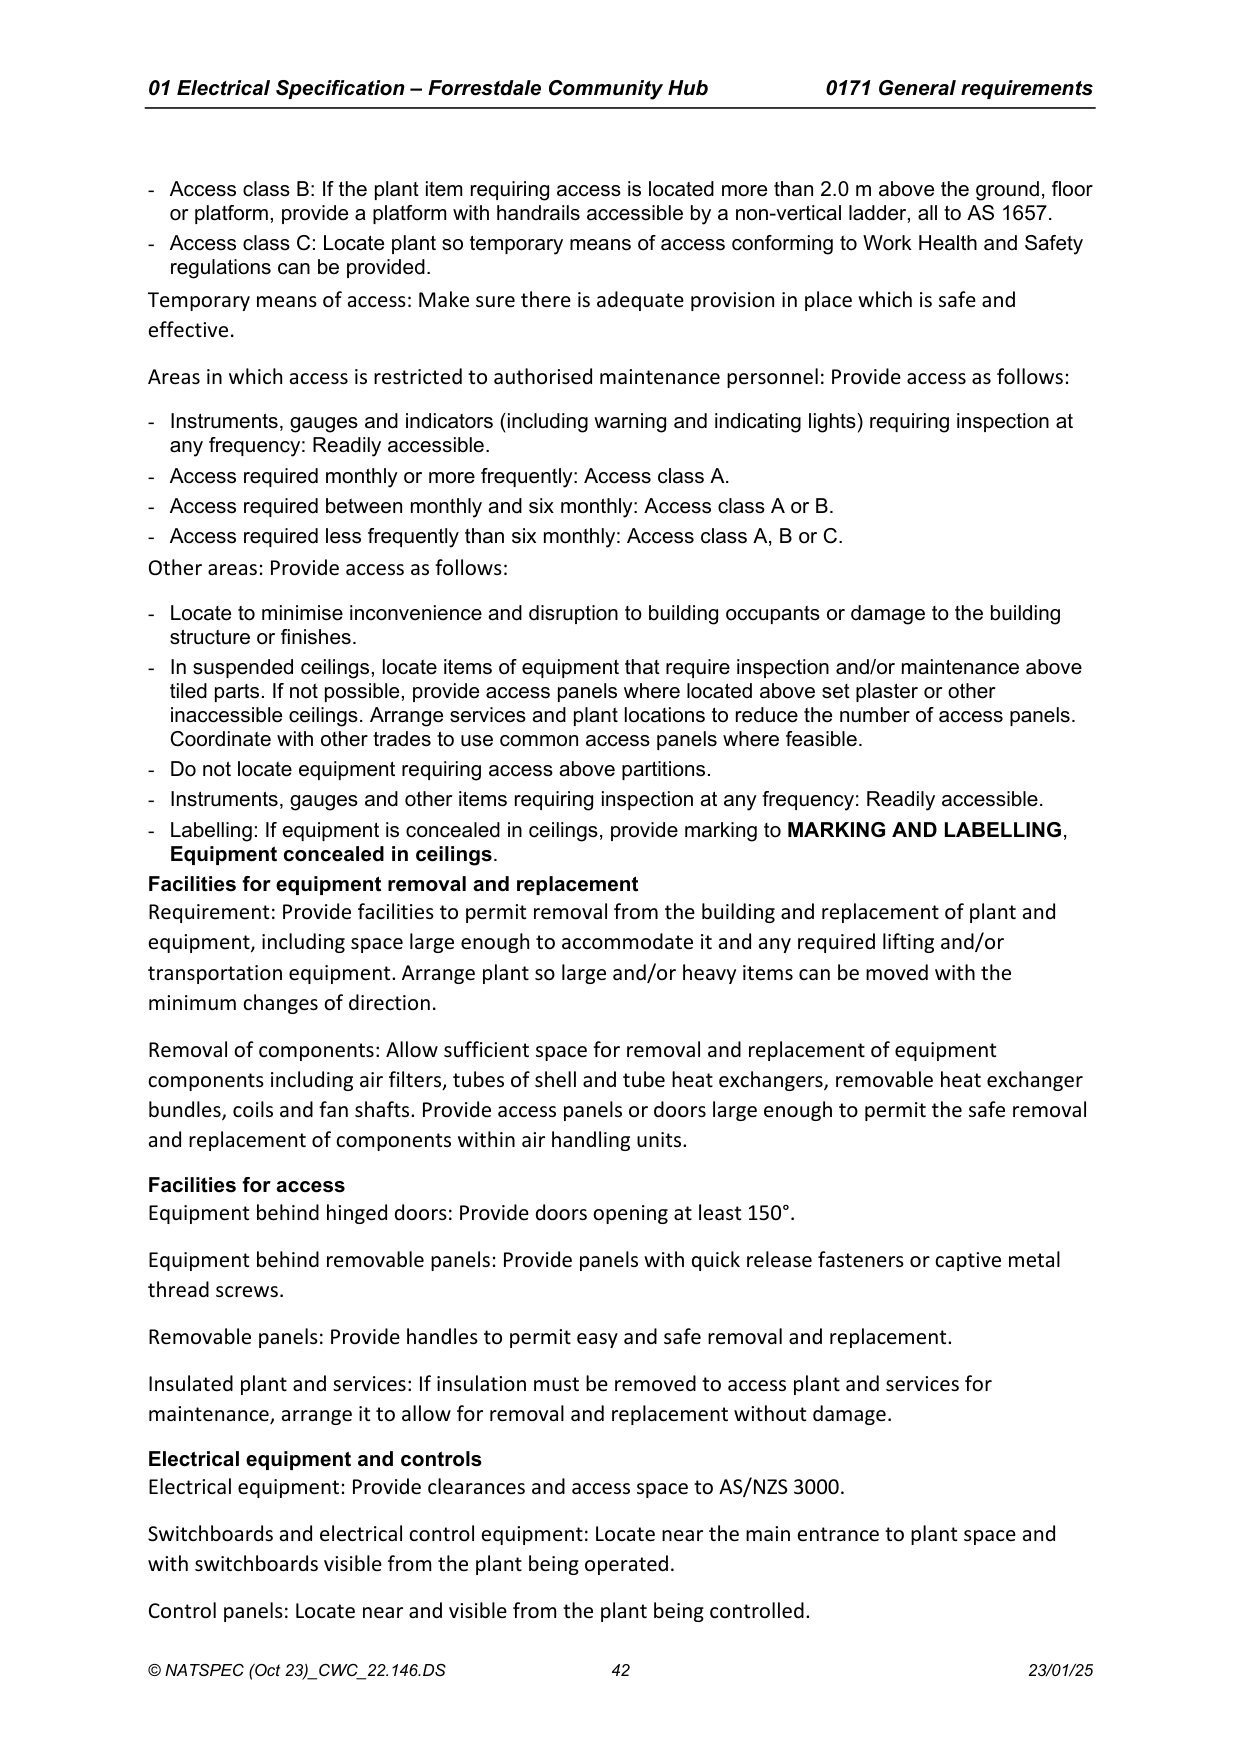 01 Electrical Specification – Forrestdale Community Hub 0171 General requirements
- Access class B: If the plant item requiring access is located more than 2.0 m above the ground, floor
or platform, provide a platform with handrails accessible by a non-vertical ladder, all to AS 1657.
- Access class C: Locate plant so temporary means of access conforming to Work Health and Safety
regulations can be provided.
Temporary means of access: Make sure there is adequate provision in place which is safe and
effective.
Areas in which access is restricted to authorised maintenance personnel: Provide access as follows:
- Instruments, gauges and indicators (including warning and indicating lights) requiring inspection at
any frequency: Readily accessible.
- Access required monthly or more frequently: Access class A.
- Access required between monthly and six monthly: Access class A or B.
- Access required less frequently than six monthly: Access class A, B or C.
Other areas: Provide access as follows:
- Locate to minimise inconvenience and disruption to building occupants or damage to the building
structure or finishes.
- In suspended ceilings, locate items of equipment that require inspection and/or maintenance above
tiled parts. If not possible, provide access panels where located above set plaster or other
inaccessible ceilings. Arrange services and plant locations to reduce the number of access panels.
Coordinate with other trades to use common access panels where feasible.
- Do not locate equipment requiring access above partitions.
- Instruments, gauges and other items requiring inspection at any frequency: Readily accessible.
- Labelling: If equipment is concealed in ceilings, provide marking to MARKING AND LABELLING,
Equipment concealed in ceilings.
Facilities for equipment removal and replacement
Requirement: Provide facilities to permit removal from the building and replacement of plant and
equipment, including space large enough to accommodate it and any required lifting and/or
transportation equipment. Arrange plant so large and/or heavy items can be moved with the
minimum changes of direction.
Removal of components: Allow sufficient space for removal and replacement of equipment
components including air filters, tubes of shell and tube heat exchangers, removable heat exchanger
bundles, coils and fan shafts. Provide access panels or doors large enough to permit the safe removal
and replacement of components within air handling units.
Facilities for access
Equipment behind hinged doors: Provide doors opening at least 150°.
Equipment behind removable panels: Provide panels with quick release fasteners or captive metal
thread screws.
Removable panels: Provide handles to permit easy and safe removal and replacement.
Insulated plant and services: If insulation must be removed to access plant and services for
maintenance, arrange it to allow for removal and replacement without damage.
Electrical equipment and controls
Electrical equipment: Provide clearances and access space to AS/NZS 3000.
Switchboards and electrical control equipment: Locate near the main entrance to plant space and
with switchboards visible from the plant being operated.
Control panels: Locate near and visible from the plant being controlled.
© NATSPEC (Oct 23)_CWC_22.146.DS 42 23/01/25